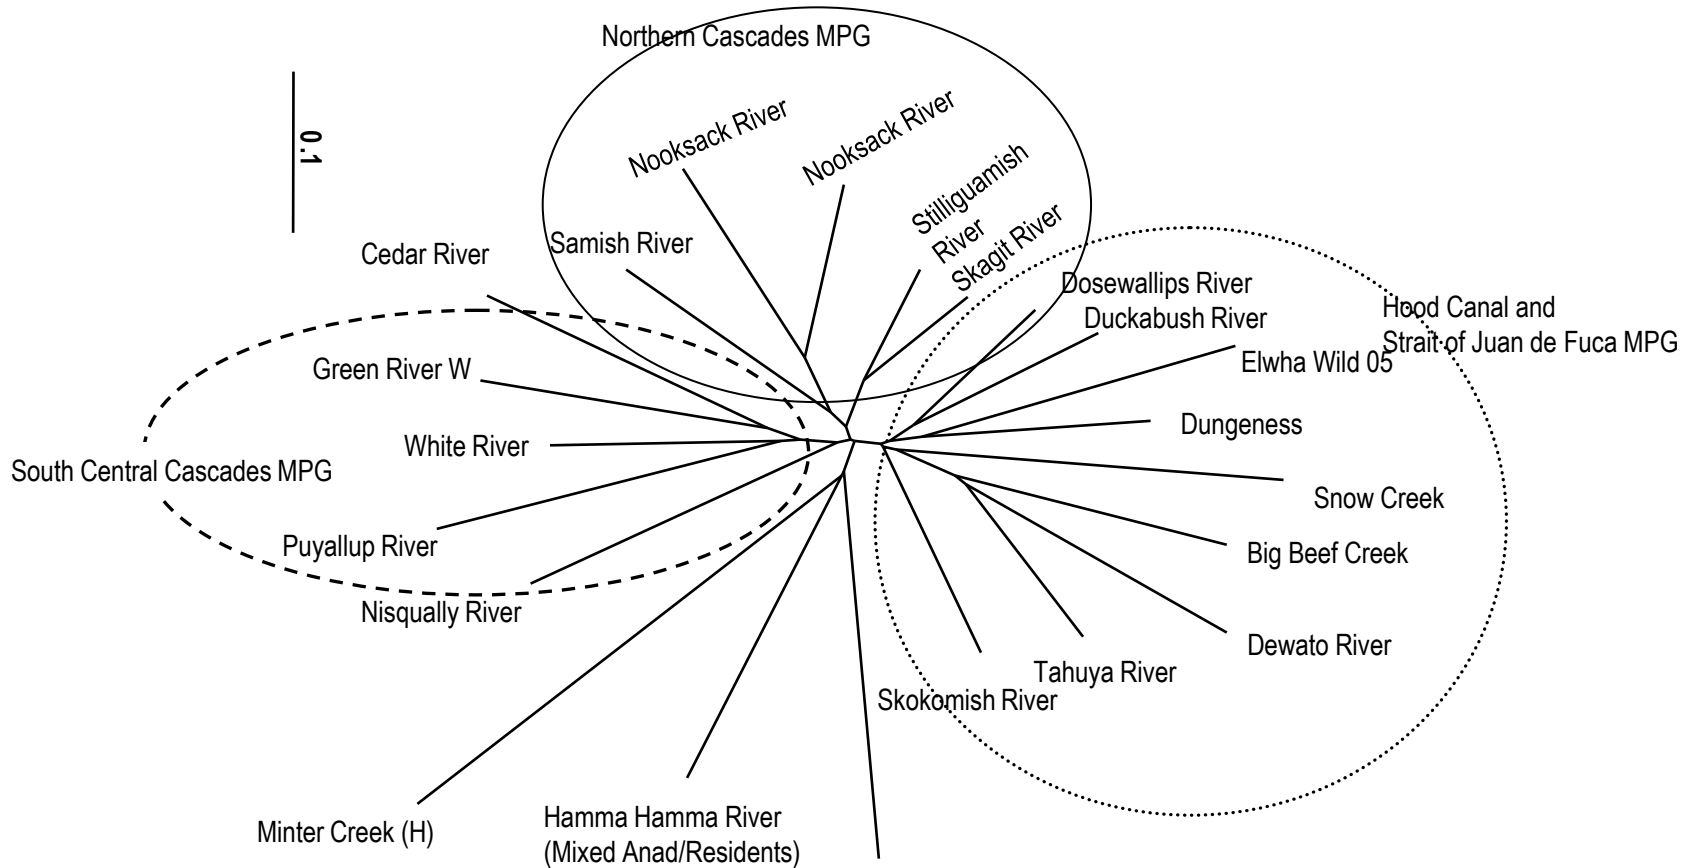 Northern Cascades MPG
0.1
Nooksack River
Nooksack River
Stilliguamish
River
Skagit River
Samish River
Cedar River
Dosewallips River
Duckabush River
Hood Canal and
Strait of Juan de Fuca MPG
Elwha Wild 05
Green River W
Dungeness
White River
South Central Cascades MPG
Snow Creek
Puyallup River
Big Beef Creek
Nisqually River
Dewato River
Tahuya River
Skokomish River
Minter Creek (H)
Hamma Hamma River
(Mixed Anad/Residents)